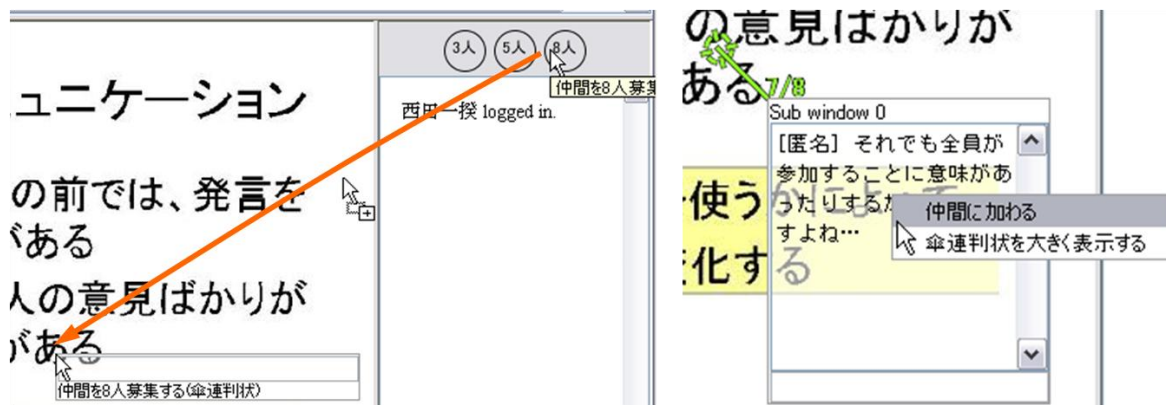 3人 5人 8人
仲間を8人募集
ュニケーション
西田一揆 logged in.
の前では、発言を
がある
人の意見ばかりが
がある
仲間を8人募集する(傘連判状)
の意見ばかりが
ある
7/8
Sub window 0
[匿名] それでも全員が
参加することに意味があ
ったりするか
すよね…
使うかによって
化する
仲間に加わる
傘連判状を大きく表示する